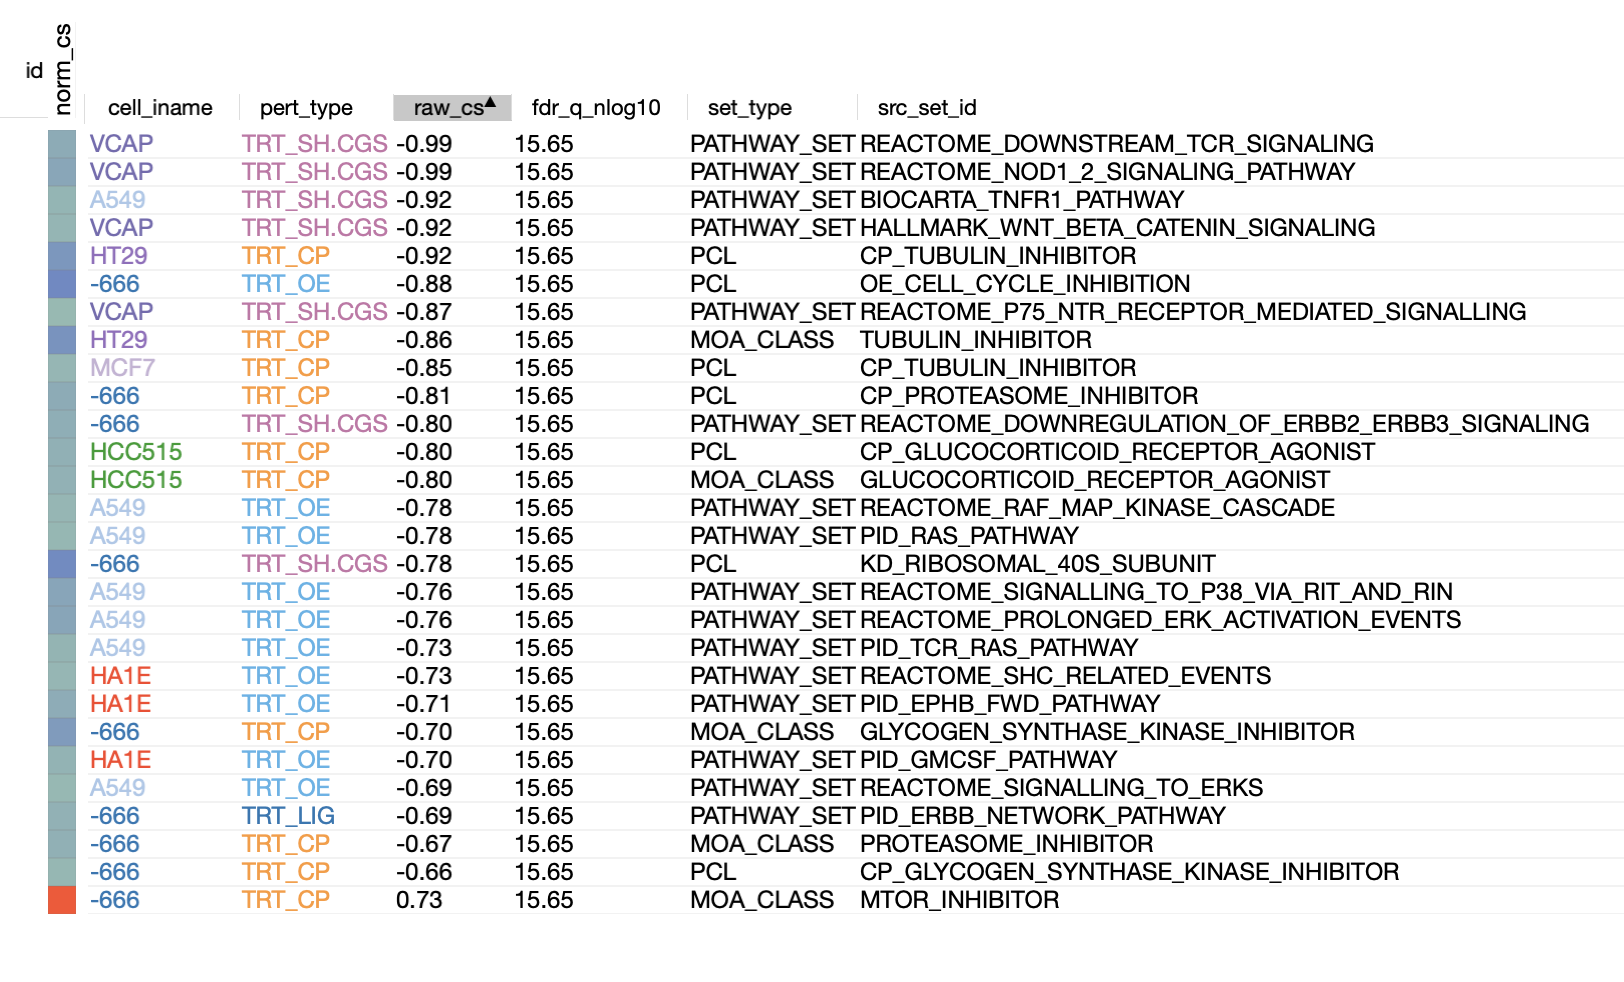 norm_cs
id
cell_iname pert_type raw_cs▲ fdr_q_nlog10 set_type src_set_id
VCAP TRT_SH.CGS -0.99 15.65 PATHWAY_SET REACTOME_DOWNSTREAM_TCR_SIGNALING
VCAP TRT_SH.CGS -0.99 15.65 PATHWAY_SET REACTOME_NOD1_2_SIGNALING_PATHWAY
A549 TRT_SH.CGS -0.92 15.65 PATHWAY_SET BIOCARTA_TNFR1_PATHWAY
VCAP TRT_SH.CGS -0.92 15.65 PATHWAY_SET HALLMARK_WNT_BETA_CATENIN_SIGNALING
HT29 TRT_CP -0.92 15.65 PCL CP_TUBULIN_INHIBITOR
-666 TRT_OE -0.88 15.65 PCL OE_CELL_CYCLE_INHIBITION
VCAP TRT_SH.CGS -0.87 15.65 PATHWAY_SET REACTOME_P75_NTR_RECEPTOR_MEDIATED_SIGNALLING
HT29 TRT_CP -0.86 15.65 MOA_CLASS TUBULIN_INHIBITOR
MCF7 TRT_CP -0.85 15.65 PCL CP_TUBULIN_INHIBITOR
-666 TRT_CP -0.81 15.65 PCL CP_PROTEASOME_INHIBITOR
-666 TRT_SH.CGS -0.80 15.65 PATHWAY_SET REACTOME_DOWNREGULATION_OF_ERBB2_ERBB3_SIGNALING
HCC515 TRT_CP -0.80 15.65 PCL CP_GLUCOCORTICOID_RECEPTOR_AGONIST
HCC515 TRT_CP -0.80 15.65 MOA_CLASS GLUCOCORTICOID_RECEPTOR_AGONIST
A549 TRT_OE -0.78 15.65 PATHWAY_SET REACTOME_RAF_MAP_KINASE_CASCADE
A549 TRT_OE -0.78 15.65 PATHWAY_SET PID_RAS_PATHWAY
-666 TRT_SH.CGS -0.78 15.65 PCL KD_RIBOSOMAL_40S_SUBUNIT
A549 TRT_OE -0.76 15.65 PATHWAY_SET REACTOME_SIGNALLING_TO_P38_VIA_RIT_AND_RIN
A549 TRT_OE -0.76 15.65 PATHWAY_SET REACTOME_PROLONGED_ERK_ACTIVATION_EVENTS
A549 TRT_OE -0.73 15.65 PATHWAY_SET PID_TCR_RAS_PATHWAY
HA1E TRT_OE -0.73 15.65 PATHWAY_SET REACTOME_SHC_RELATED_EVENTS
HA1E TRT_OE -0.71 15.65 PATHWAY_SET PID_EPHB_FWD_PATHWAY
-666 TRT_CP -0.70 15.65 MOA_CLASS GLYCOGEN_SYNTHASE_KINASE_INHIBITOR
HA1E TRT_OE -0.70 15.65 PATHWAY_SET PID_GMCSF_PATHWAY
A549 TRT_OE -0.69 15.65 PATHWAY_SET REACTOME_SIGNALLING_TO_ERKS
-666 TRT_LIG -0.69 15.65 PATHWAY_SET PID_ERBB_NETWORK_PATHWAY
-666 TRT_CP -0.67 15.65 MOA_CLASS PROTEASOME_INHIBITOR
-666 TRT_CP -0.66 15.65 PCL CP_GLYCOGEN_SYNTHASE_KINASE_INHIBITOR
-666 TRT_CP 0.73 15.65 MOA_CLASS MTOR_INHIBITOR